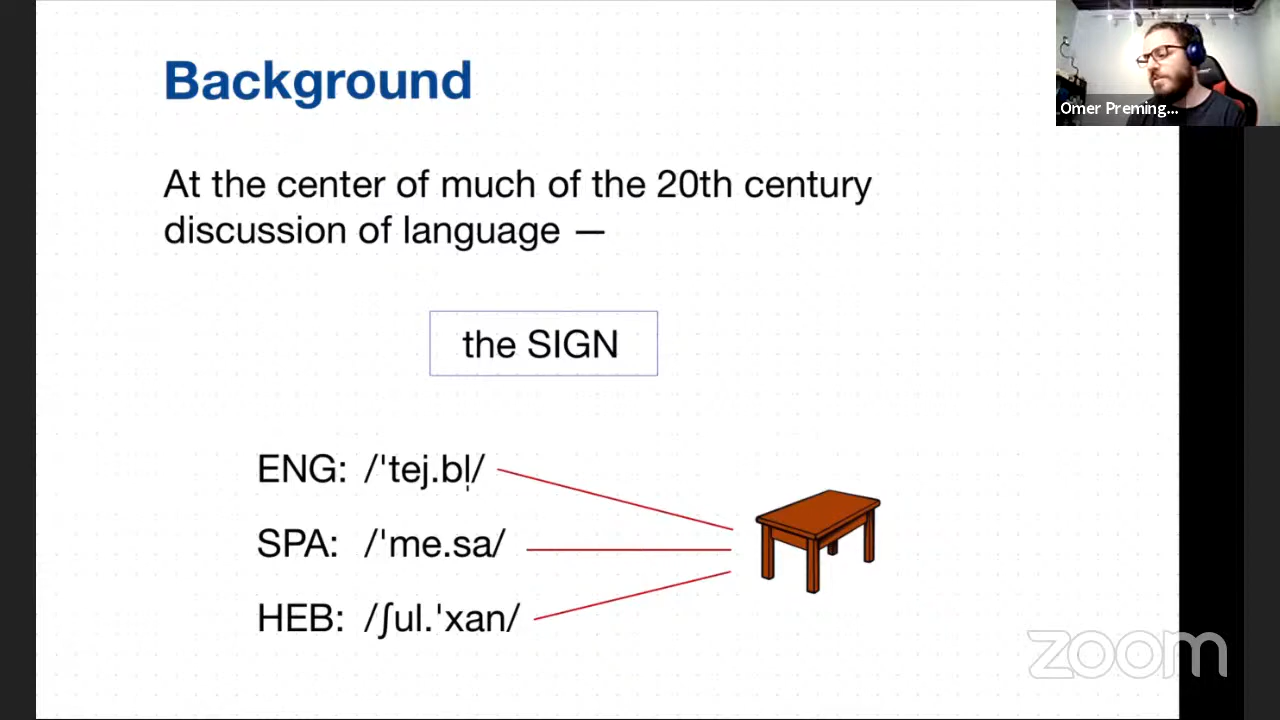 Background
Omer Preming...
At the center of much of the 20th century
discussion of language —
the SIGN
ENG: /ˈtej.bl̩/
SPA: /ˈme.sa/
HEB: /ʃul.ˈxan/
zoom